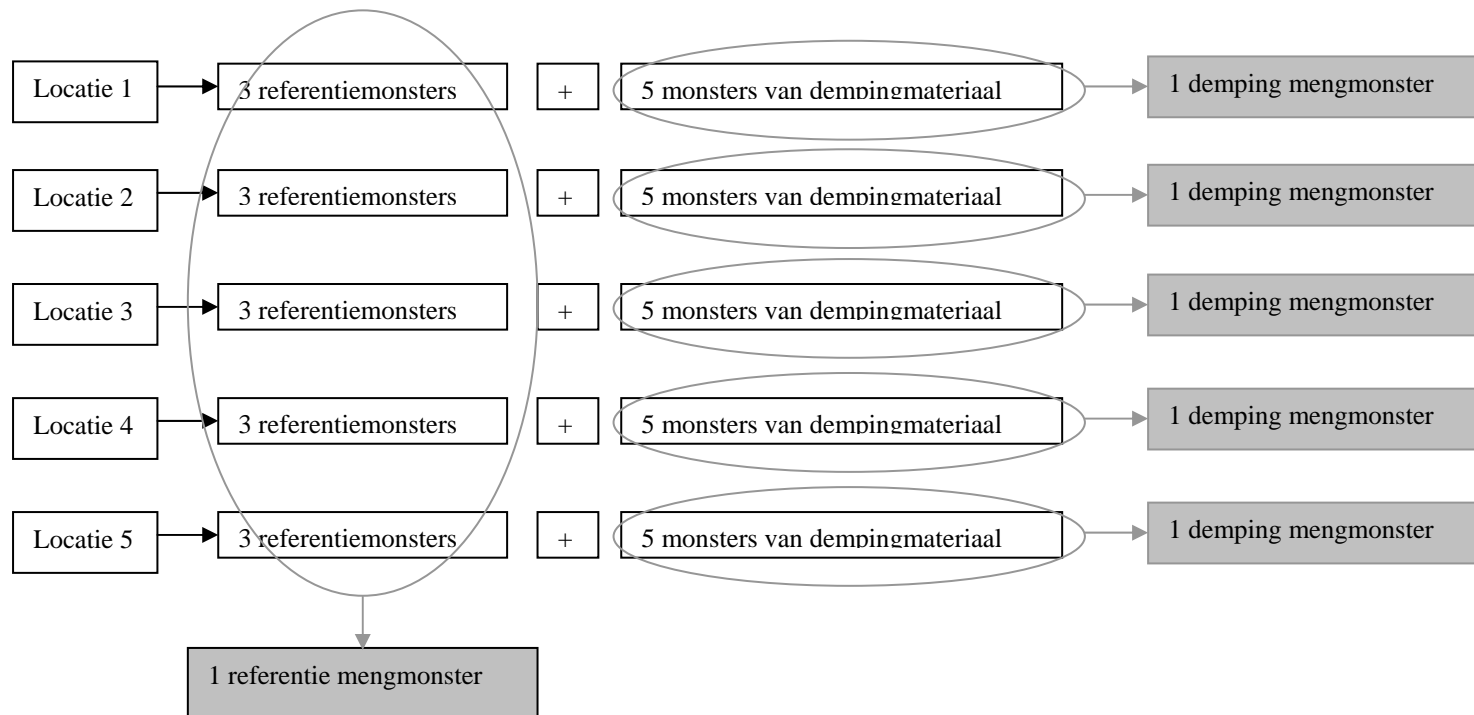 Locatie 1
3 referentiemonsters
+
5 monsters van dempingmateriaal
1 demping mengmonster
Locatie 2
3 referentiemonsters
+
5 monsters van dempingmateriaal
1 demping mengmonster
Locatie 3
3 referentiemonsters
+
5 monsters van dempingmateriaal
1 demping mengmonster
Locatie 4
3 referentiemonsters
+
5 monsters van dempingmateriaal
1 demping mengmonster
Locatie 5
3 referentiemonsters
+
5 monsters van dempingmateriaal
1 demping mengmonster
1 referentie mengmonster